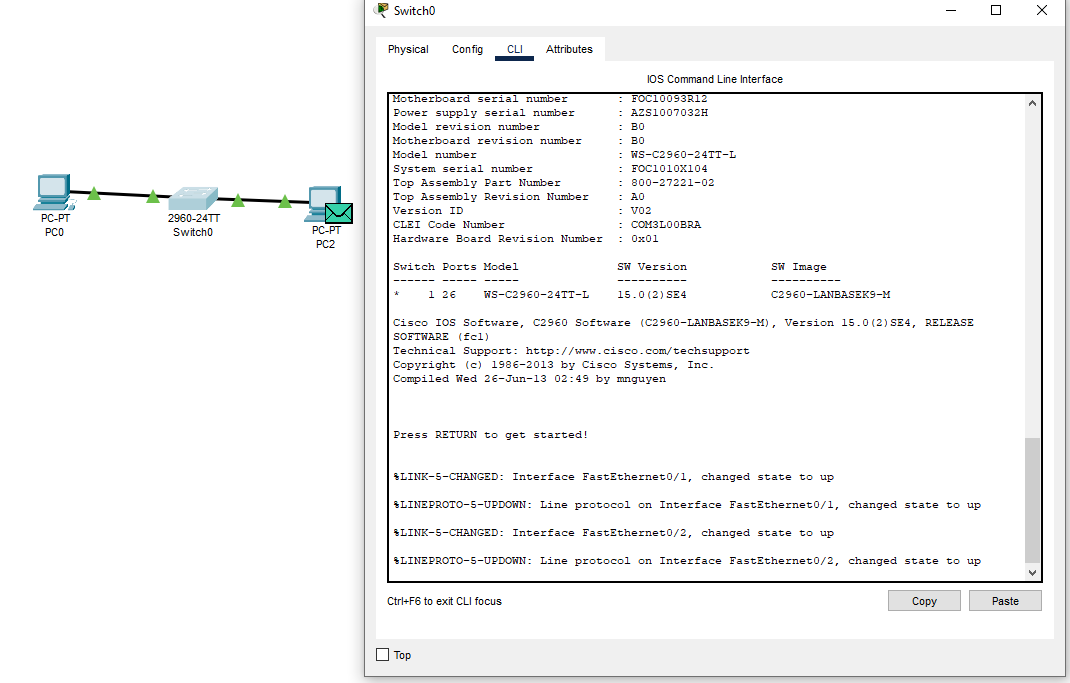 Switch0
Physical Config CLI Attributes
IOS Command Line Interface
Motherboard serial number : FOC10093R12
Power supply serial number : AZS1007032H
Model revision number : B0
Motherboard revision number : B0
Model number : WS-C2960-24TT-L
System serial number : FOC1010X104
Top Assembly Part Number : 800-27221-02
Top Assembly Revision Number : A0
Version ID : V02
CLEI Code Number : COM3L00BRA
Hardware Board Revision Number : 0x01
Switch Ports Model SW Version SW Image
------ ----- ----- ---------- ----------
* 1 26 WS-C2960-24TT-L 15.0(2)SE4 C2960-LANBASEK9-M
Cisco IOS Software, C2960 Software (C2960-LANBASEK9-M), Version 15.0(2)SE4, RELEASE
SOFTWARE (fc1)
Technical Support: http://www.cisco.com/techsupport
Copyright (c) 1986-2013 by Cisco Systems, Inc.
Compiled Wed 26-Jun-13 02:49 by mnguyen
Press RETURN to get started!
%LINK-5-CHANGED: Interface FastEthernet0/1, changed state to up
%LINEPROTO-5-UPDOWN: Line protocol on Interface FastEthernet0/1, changed state to up
%LINK-5-CHANGED: Interface FastEthernet0/2, changed state to up
%LINEPROTO-5-UPDOWN: Line protocol on Interface FastEthernet0/2, changed state to up
Ctrl+F6 to exit CLI focus
Copy Paste
Top
PC-PT
PC0
2960-24TT
Switch0
PC-PT
PC2